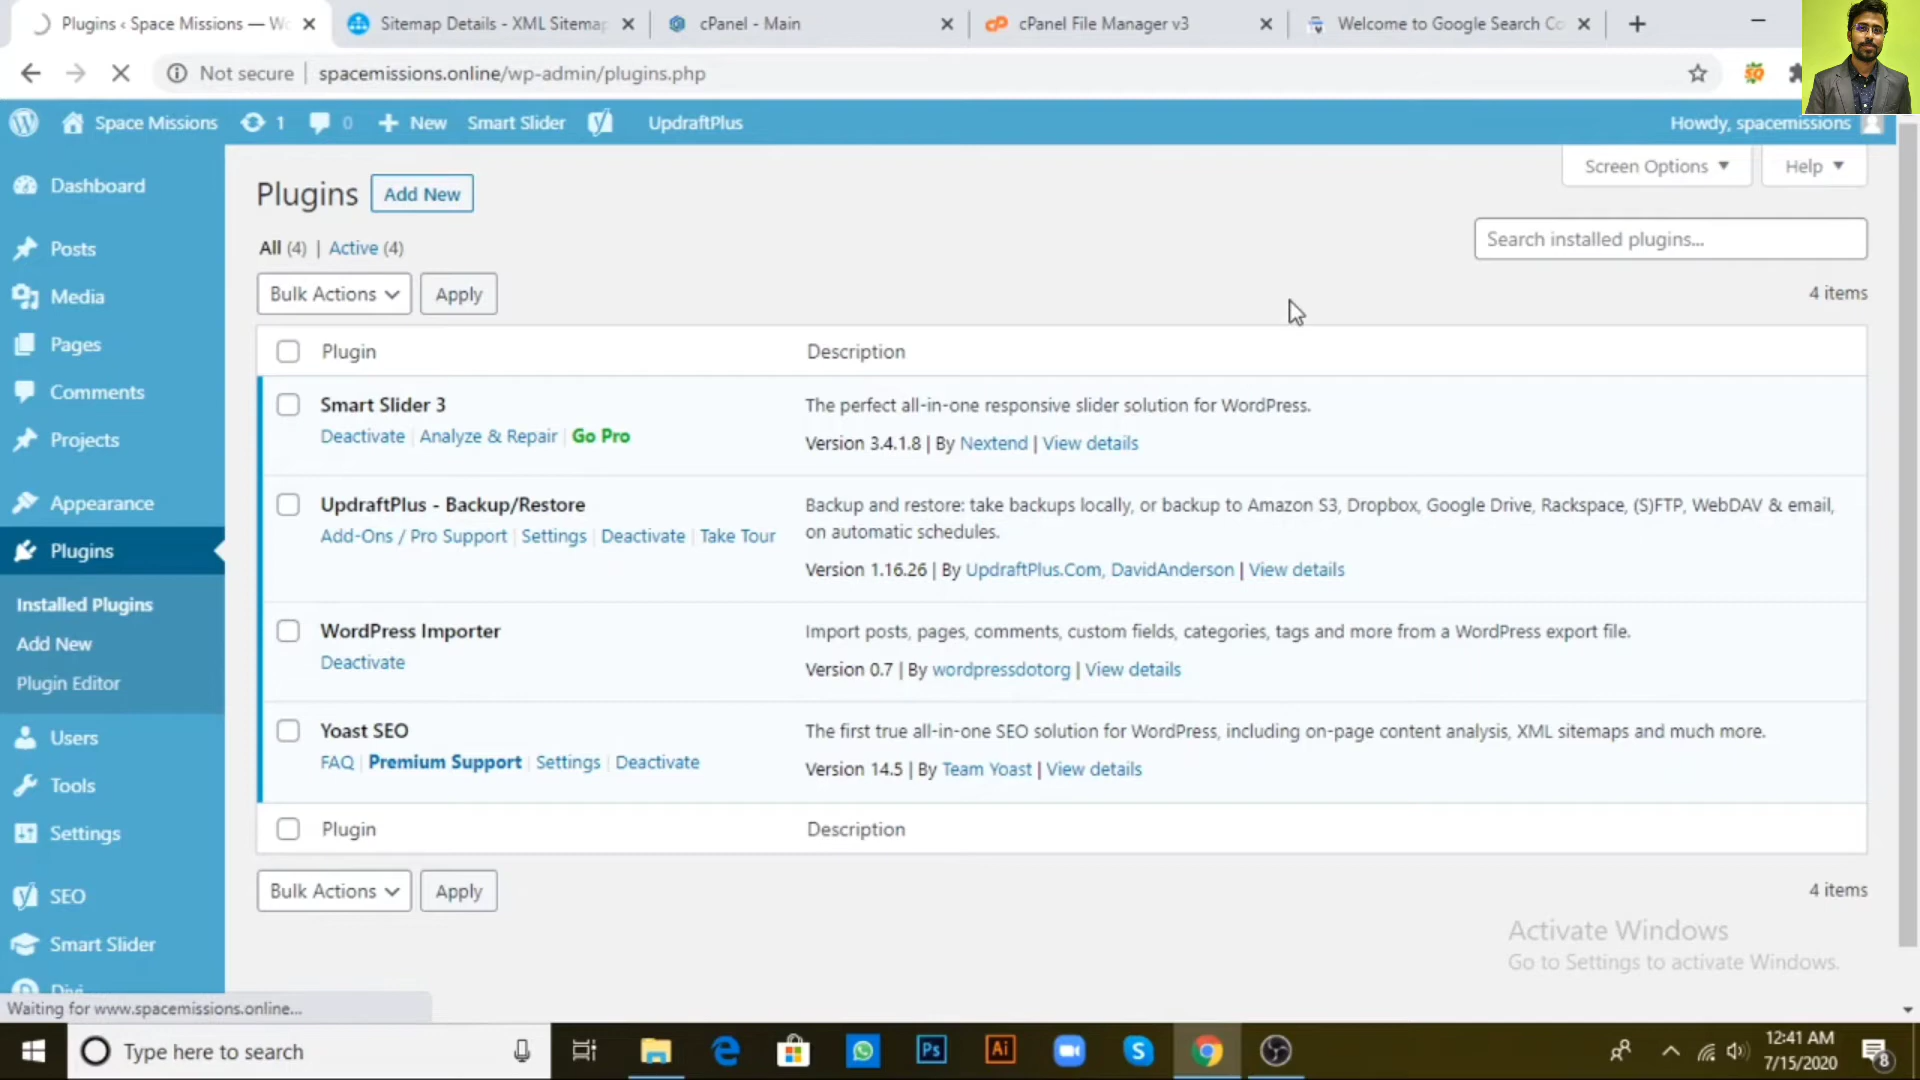 Plugins ‹ Space Missions — Wo
Sitemap Details - XML Sitemap
cPanel - Main
cPanel File Manager v3
Welcome to Google Search Co
Not secure
spacemissions.online/wp-admin/plugins.php
Space Missions
1
0
New
Smart Slider
UpdraftPlus
Howdy, spacemissions
Screen Options
Help
Dashboard
Posts
Media
Pages
Comments
Projects
Appearance
Plugins
Installed Plugins
Add New
Plugin Editor
Users
Tools
Settings
SEO
Smart Slider
Divi
Plugins
Add New
All (4) | Active (4)
Search installed plugins...
Bulk Actions
Apply
4 items
Plugin
Description
Smart Slider 3
Deactivate | Analyze & Repair | Go Pro
The perfect all-in-one responsive slider solution for WordPress.
Version 3.4.1.8 | By Nextend | View details
UpdraftPlus - Backup/Restore
Add-Ons / Pro Support | Settings | Deactivate | Take Tour
Backup and restore: take backups locally, or backup to Amazon S3, Dropbox, Google Drive, Rackspace, (S)FTP, WebDAV & email,
on automatic schedules.
Version 1.16.26 | By UpdraftPlus.Com, DavidAnderson | View details
WordPress Importer
Deactivate
Import posts, pages, comments, custom fields, categories, tags and more from a WordPress export file.
Version 0.7 | By wordpressdotorg | View details
Yoast SEO
FAQ | Premium Support | Settings | Deactivate
The first true all-in-one SEO solution for WordPress, including on-page content analysis, XML sitemaps and much more.
Version 14.5 | By Team Yoast | View details
Plugin
Description
Bulk Actions
Apply
4 items
Activate Windows
Go to Settings to activate Windows.
Waiting for www.spacemissions.online...
Type here to search
Ps
Ai
12:41 AM
7/15/2020
8